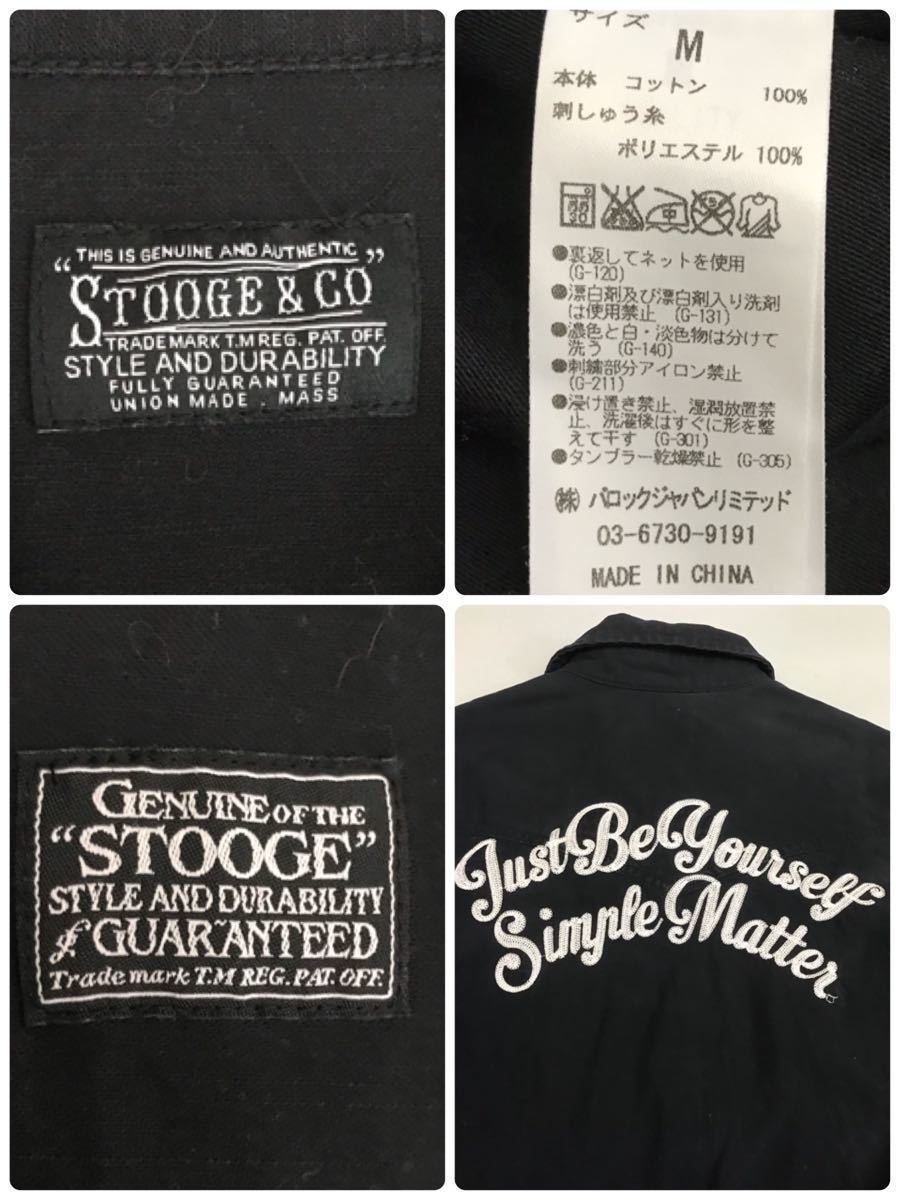 THIS IS GENUINE AND AUTHENTIC
“STOOGE & CO”
TRADE MARK T.M REG. PAT. OFF.
STYLE AND DURABILITY
FULLY GUARANTEED
UNION MADE . MASS
サイズ
M
本体 コットン 100%
刺しゅう糸
ポリエステル 100%
30
中
●裏返してネットを使用
(G-120)
●漂白剤及び漂白剤入り洗剤
は使用禁止 (G-131)
●濃色と白・淡色物は分けて
洗う (G-140)
●刺繍部分アイロン禁止
(G-211)
●浸け置き禁止、湿潤放置禁
止、洗濯後はすぐに形を整
えて干す (G-301)
●タンブラー乾燥禁止 (G-305)
㈱ バロックジャパンリミテッド
03-6730-9191
MADE IN CHINA
GENUINE OF THE
“STOOGE”
STYLE AND DURABILITY
of GUARANTEED
Trade mark T.M REG. PAT. OFF.
Just Be Yourself
Simple Matter